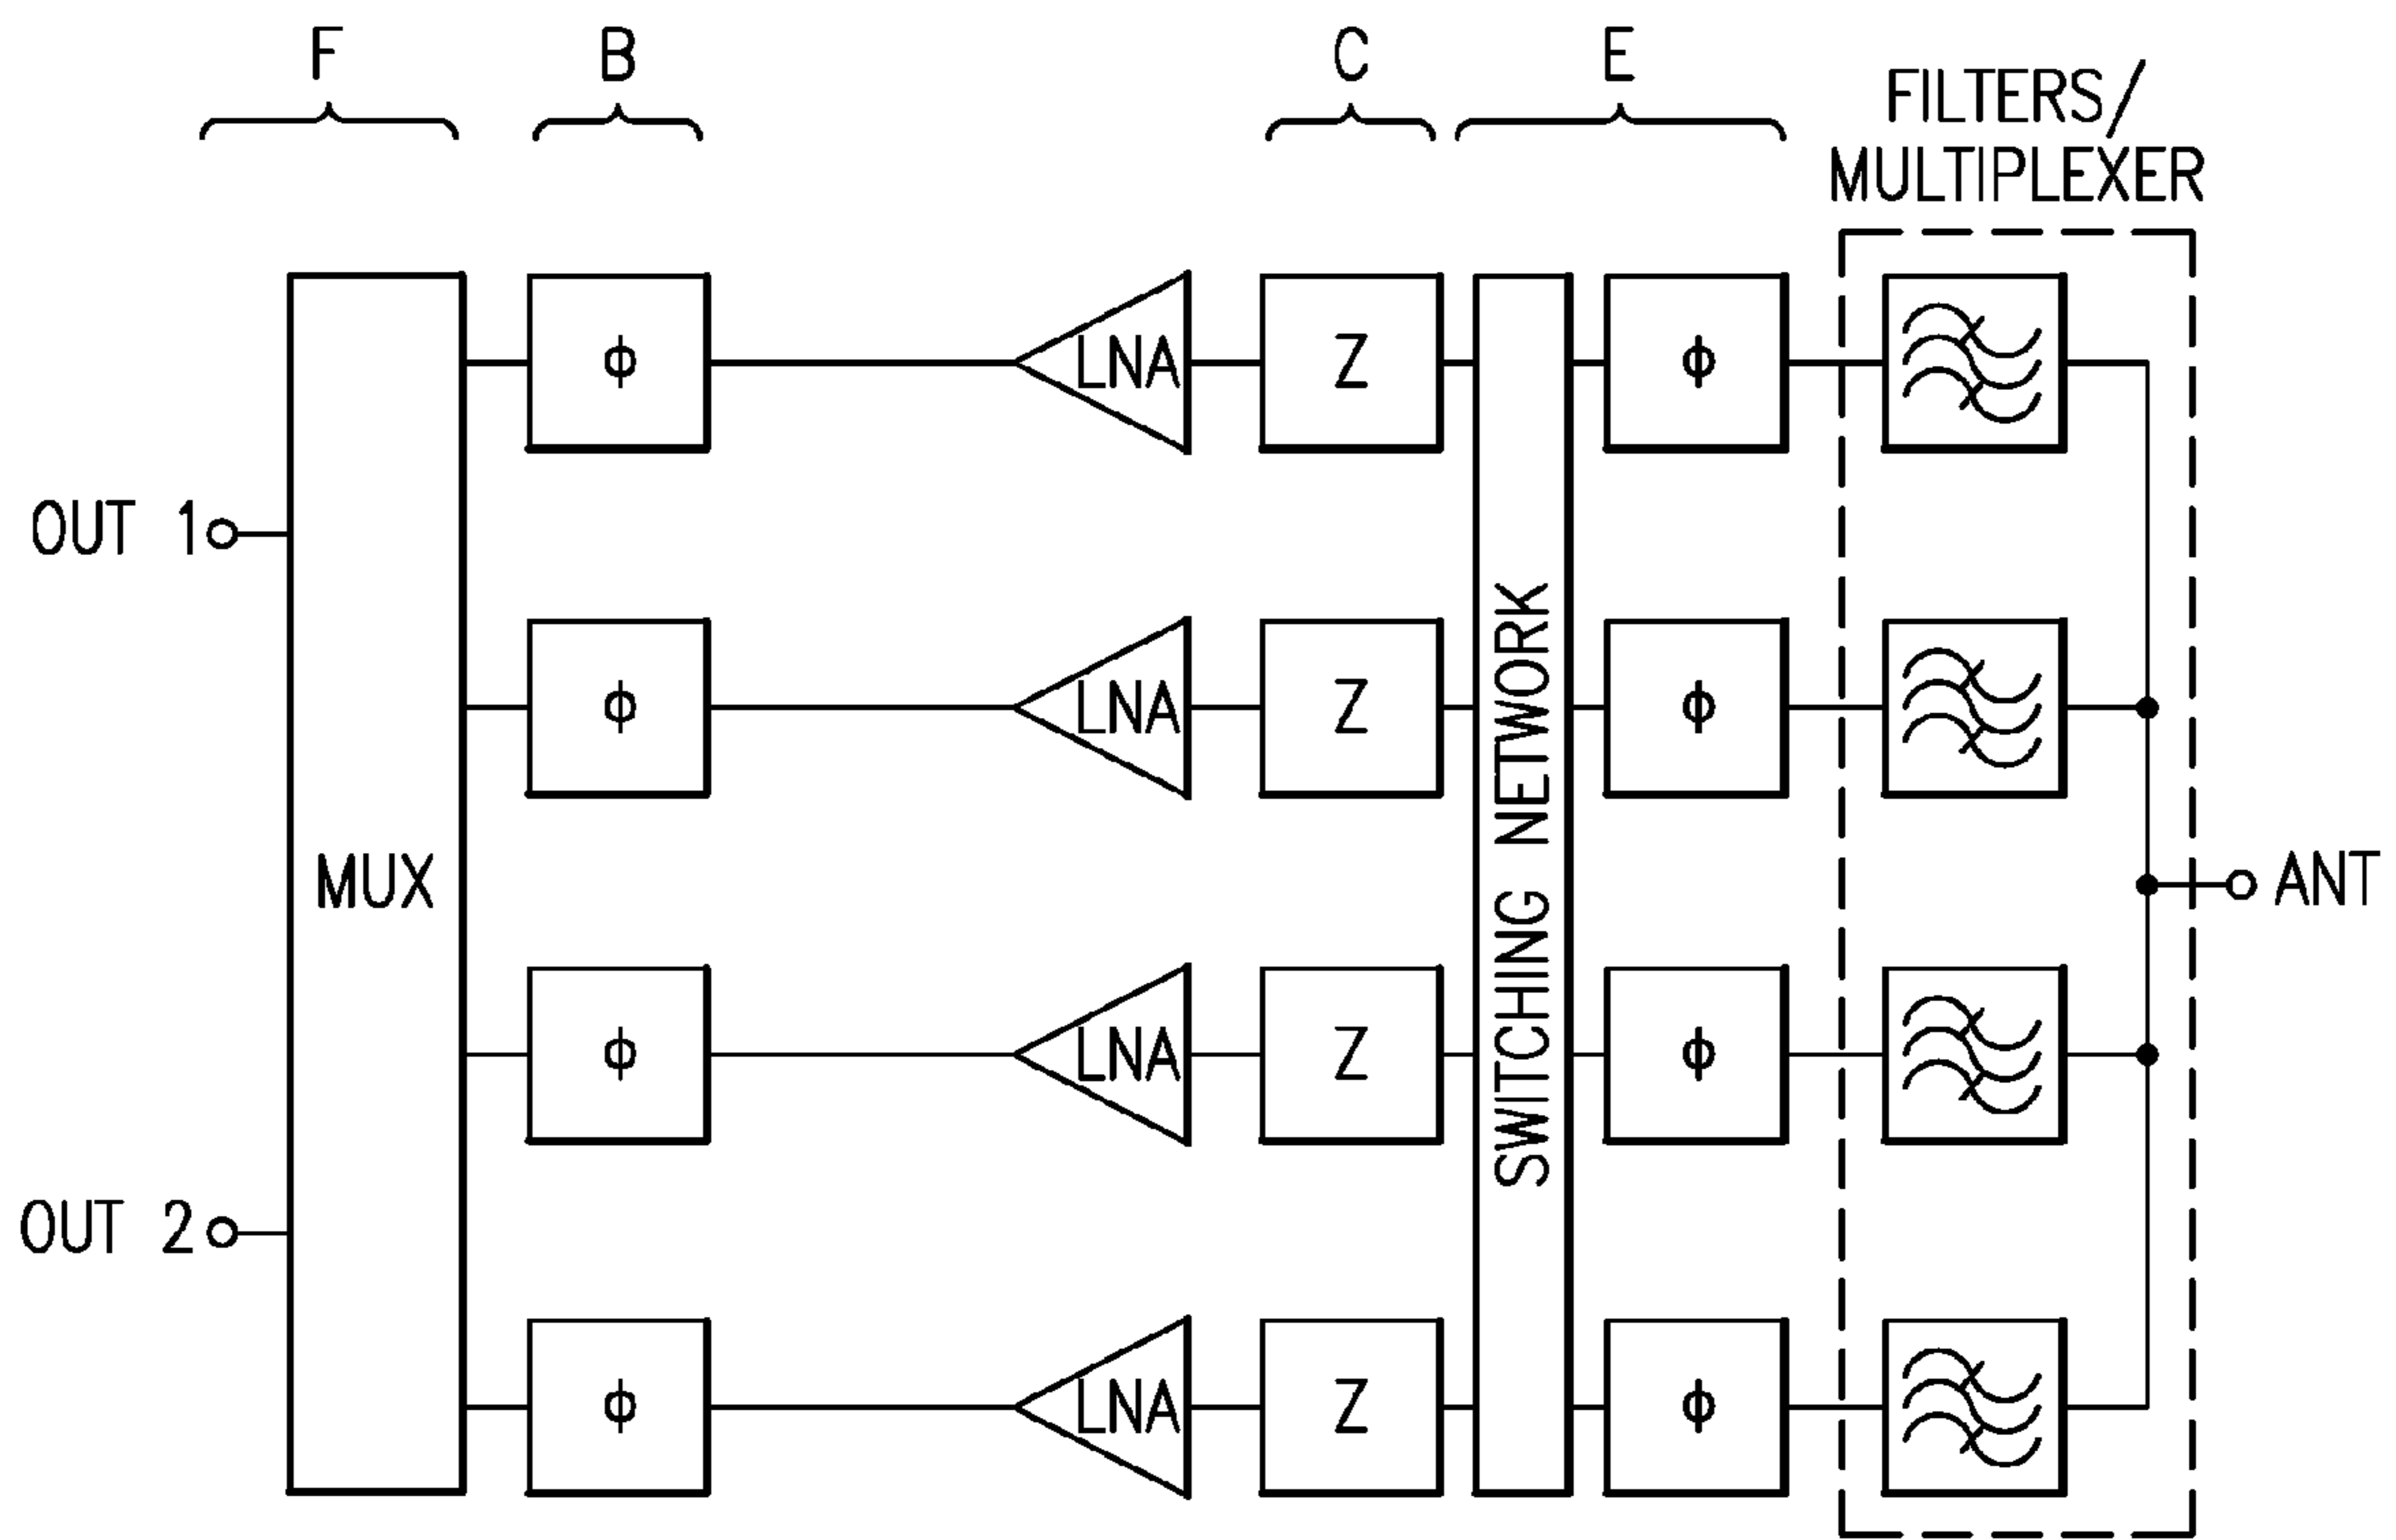 F B C E
FILTERS/
MULTIPLEXER
ϕ LNA Z ϕ
OUT 1
ϕ LNA Z ϕ
MUX
SWITCHING NETWORK
ANT
ϕ LNA Z ϕ
OUT 2
ϕ LNA Z ϕ